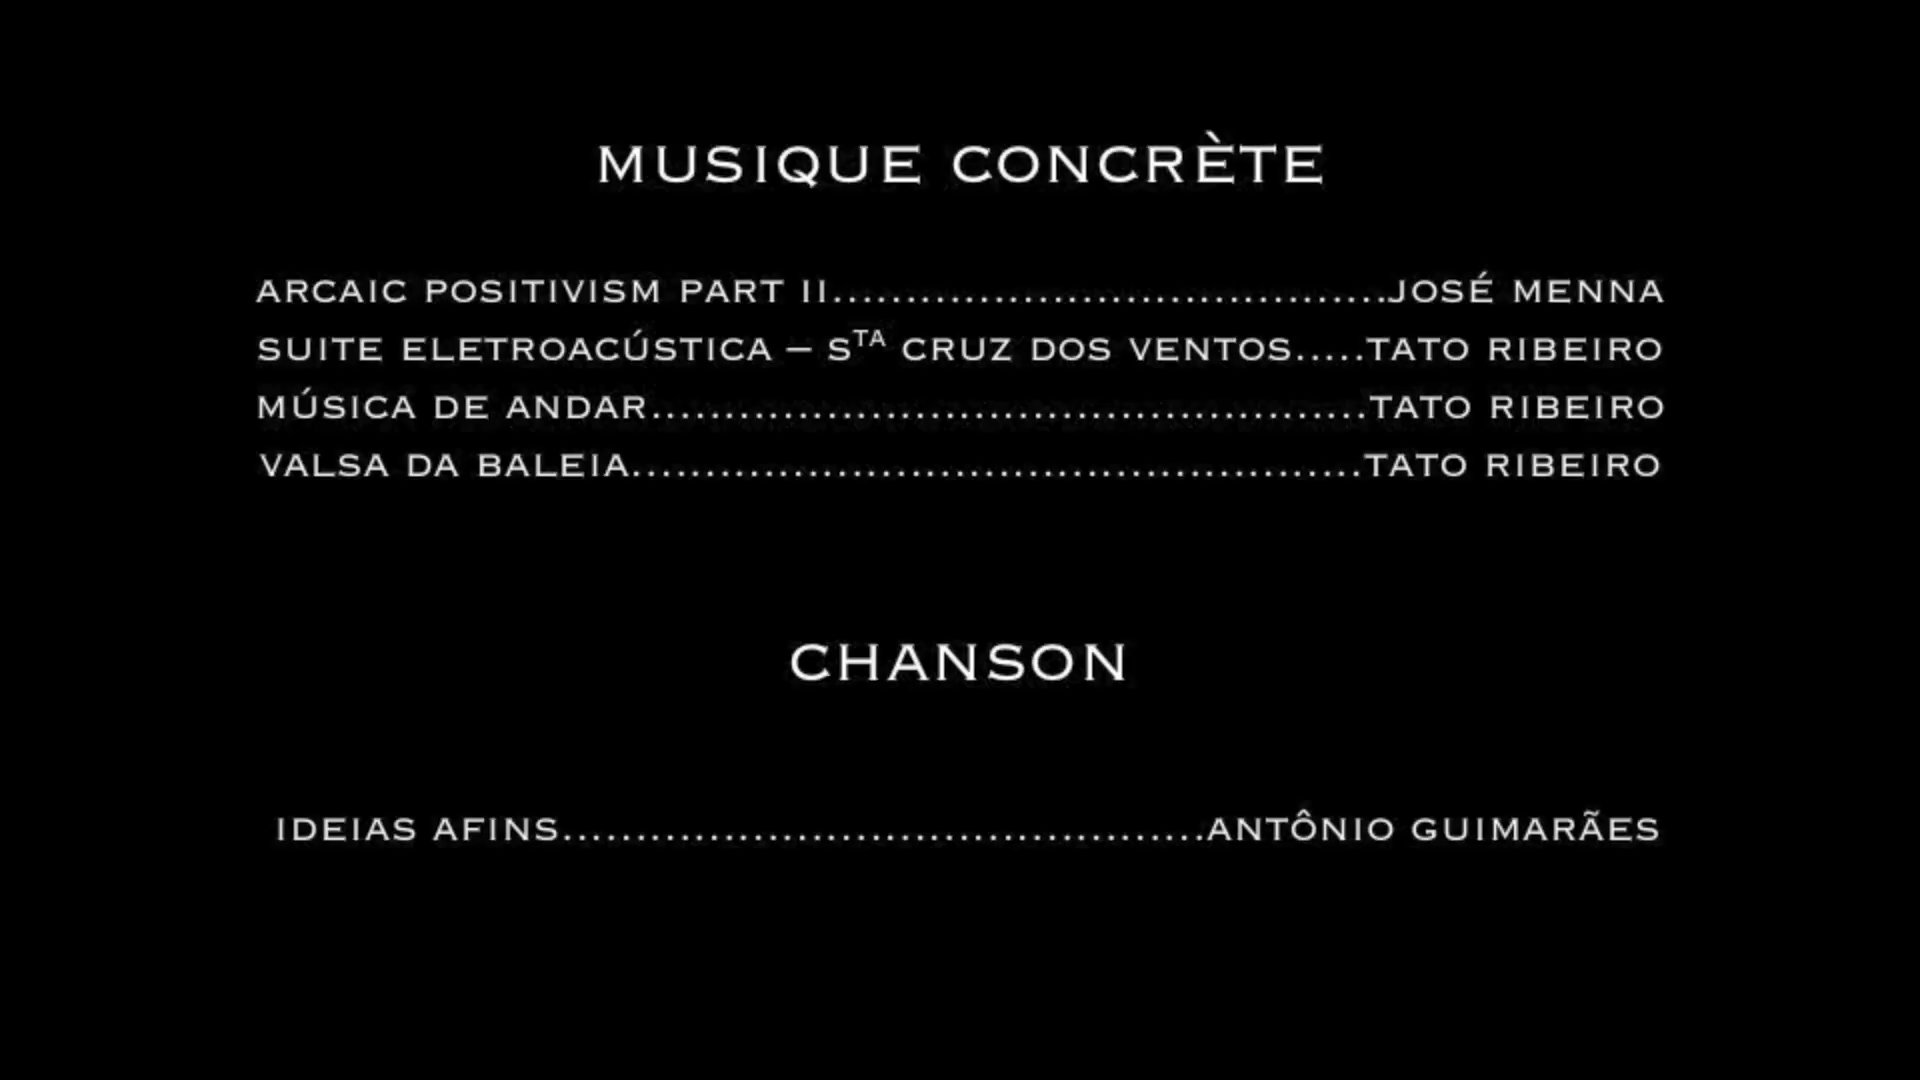 MUSIQUE CONCRÈTE
ARCAIC POSITIVISM PART II......................................JOSÉ MENNA
SUITE ELETROACÚSTICA – STA CRUZ DOS VENTOS.....TATO RIBEIRO
MÚSICA DE ANDAR.................................................TATO RIBEIRO
VALSA DA BALEIA..................................................TATO RIBEIRO
CHANSON
IDEIAS AFINS............................................ANTÔNIO GUIMARÃES